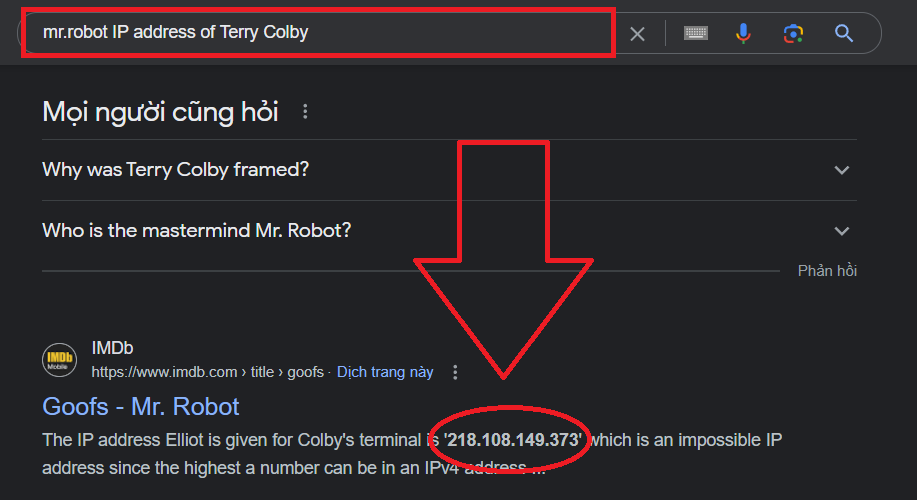 mr.robot IP address of Terry Colby
Mọi người cũng hỏi
Why was Terry Colby framed?
Who is the mastermind Mr. Robot?
Phản hồi
IMDb
Mobile
IMDb
https://www.imdb.com › title › goofs · Dịch trang này
Goofs - Mr. Robot
The IP address Elliot is given for Colby's terminal is '218.108.149.373' which is an impossible IP
address since the highest a number can be in an IPv4 address ...